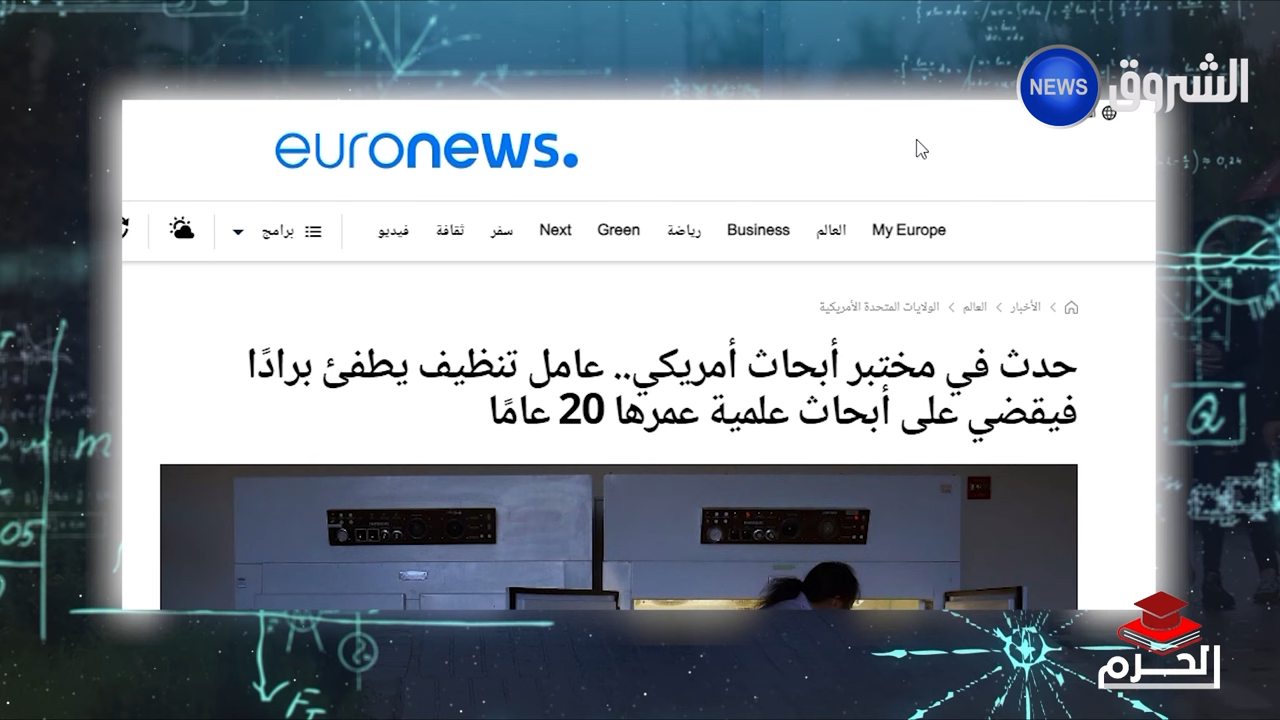 الشروق NEWS
euronews.
My Europe العالم Business رياضة Green Next سفر ثقافة فيديو برامج
الأخبار < العالم < الولايات المتحدة الأمريكية
حدث في مختبر أبحاث أمريكي.. عامل تنظيف يطفئ برادًا
فيقضي على أبحاث علمية عمرها 20 عامًا
Q
m
05
الحرم